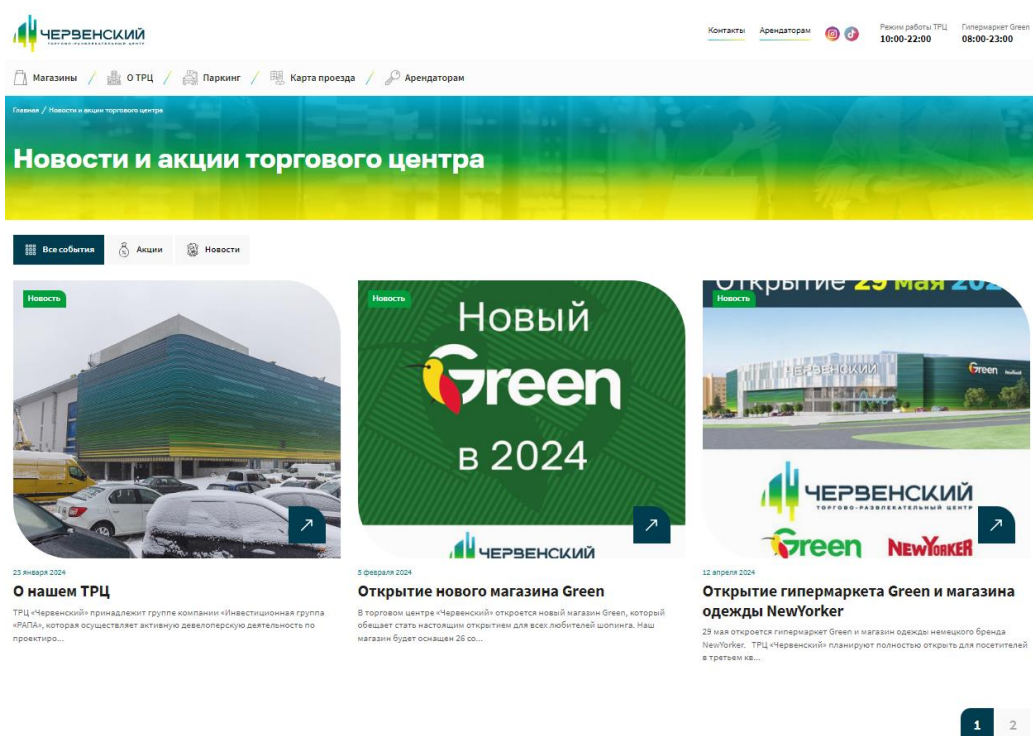 ЧЕРВЕНСКИЙ
ТОРГОВО-РАЗВЛЕКАТЕЛЬНЫЙ ЦЕНТР
Контакты Арендаторам
Режим работы ТРЦ
10:00-22:00
Гипермаркет Green
08:00-23:00
Магазины / О ТРЦ / Паркинг / Карта проезда / Арендаторам
Главная / Новости и акции торгового центра
Новости и акции торгового центра
Все события Акции Новости
Новость
23 января 2024
О нашем ТРЦ
ТРЦ «Червенский» принадлежит группе компании «Инвестиционная группа
«РАПА», которая осуществляет активную девелоперскую деятельность по
проектиро...
Новость
Новый
Green
в 2024
ЧЕРВЕНСКИЙ
5 февраля 2024
Открытие нового магазина Green
В торговом центре «Червенский» откроется новый магазин Green, который
обещает стать настоящим открытием для всех любителей шопинга. Наш
магазин будет оснащен 26 со...
Открытие 29 мая 202
Новость
ЧЕРВЕНСКИЙ
Green
ЧЕРВЕНСКИЙ
ТОРГОВО-РАЗВЛЕКАТЕЛЬНЫЙ ЦЕНТР
Green NEWYORKER
12 апреля 2024
Открытие гипермаркета Green и магазина
одежды NewYorker
29 мая откроется гипермаркет Green и магазин одежды немецкого бренда
NewYorker. ТРЦ «Червенский» планируют полностью открыть для посетителей
в третьем кв...
1 2